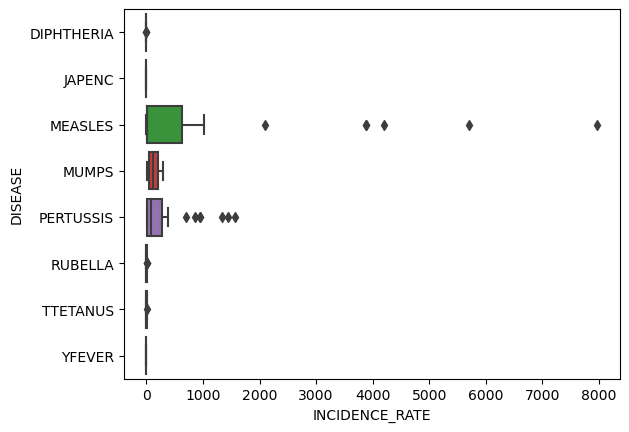 DIPHTHERIA
JAPENC
MEASLES
MUMPS
PERTUSSIS
RUBELLA
TTETANUS
YFEVER
DISEASE
0 1000 2000 3000 4000 5000 6000 7000 8000
INCIDENCE_RATE